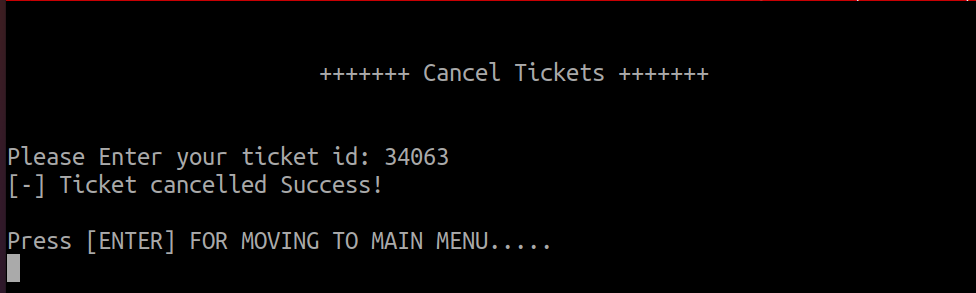 +++++++ Cancel Tickets +++++++
Please Enter your ticket id: 34063
[-] Ticket cancelled Success!
Press [ENTER] FOR MOVING TO MAIN MENU.....